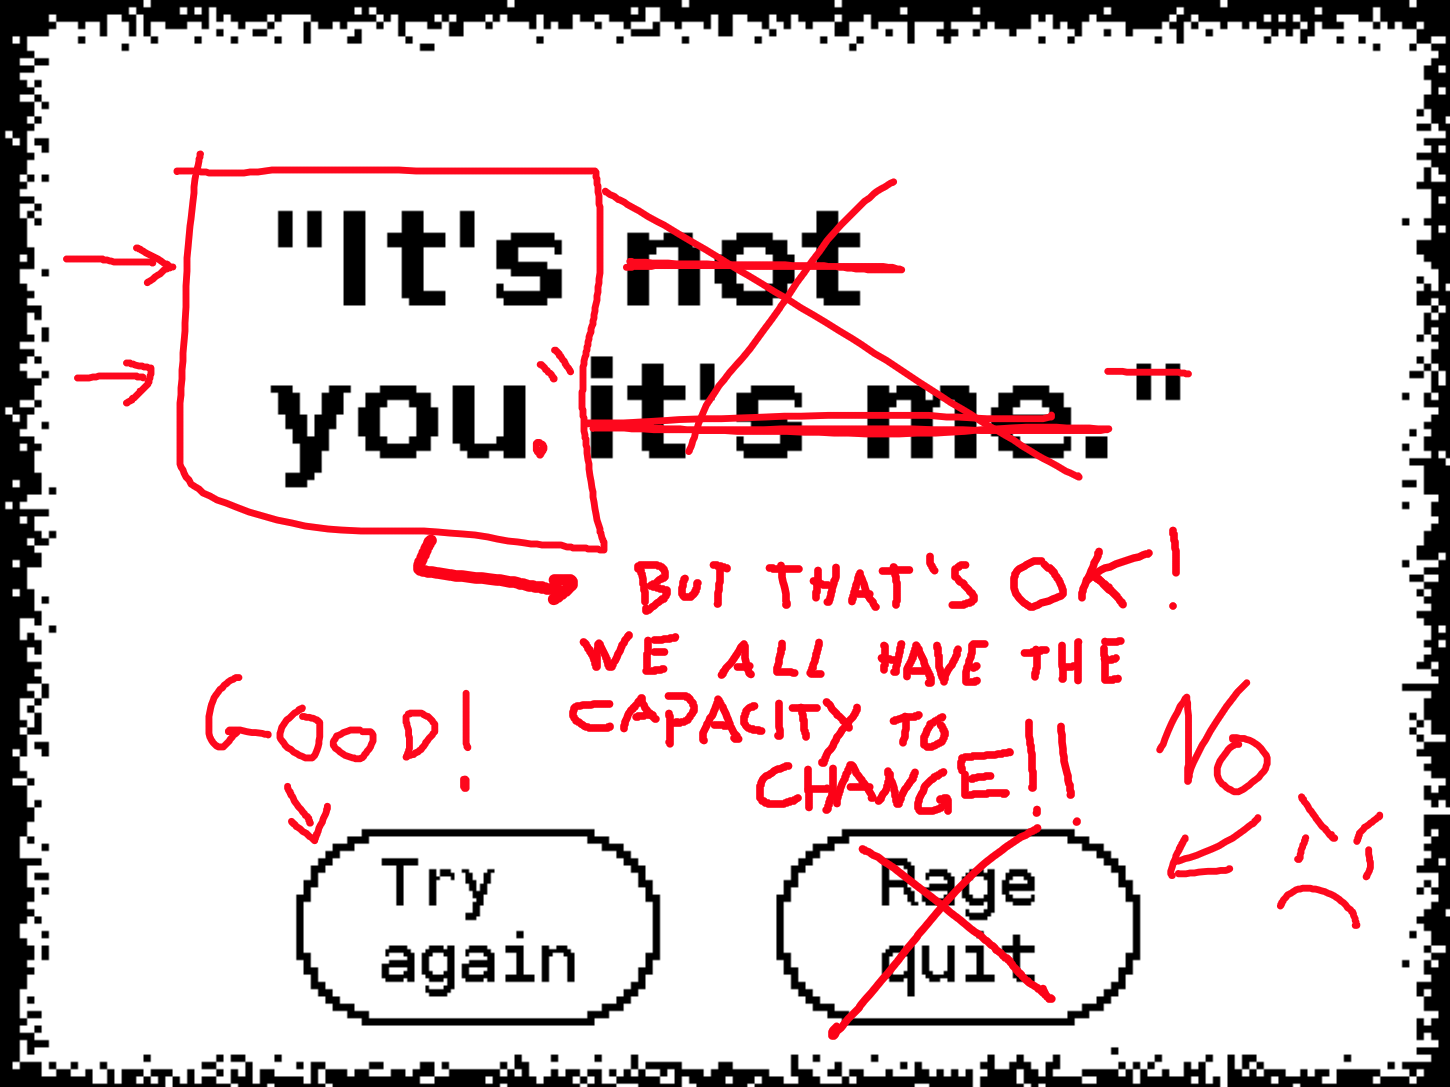 "It's not
you. " it's me."
BUT THAT'S OK!
WE ALL HAVE THE
CAPACITY TO
CHANGE!!
GOOD!
NO
Try
again
Rage
quit